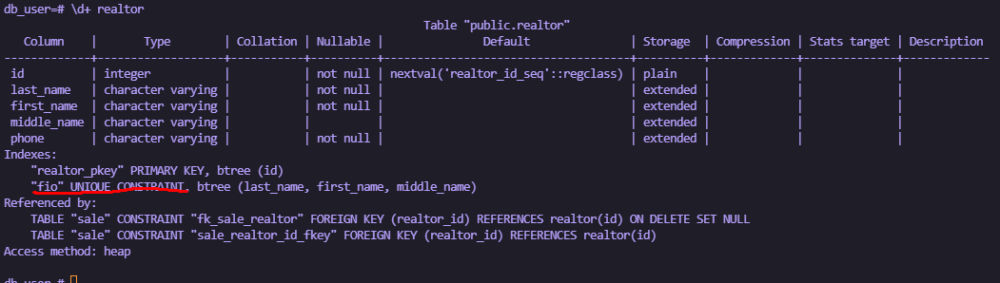 db_user=# \d+ realtor
Table "public.realtor"
Column | Type | Collation | Nullable | Default | Storage | Compression | Stats target | Description
-------------+-------------------+-----------+----------+-------------------------------------+----------+-------------+--------------+-------------
id | integer | | not null | nextval('realtor_id_seq'::regclass) | plain | | |
last_name | character varying | | not null | | extended | | |
first_name | character varying | | not null | | extended | | |
middle_name | character varying | | | | extended | | |
phone | character varying | | not null | | extended | | |
Indexes:
"realtor_pkey" PRIMARY KEY, btree (id)
"fio" UNIQUE CONSTRAINT, btree (last_name, first_name, middle_name)
Referenced by:
TABLE "sale" CONSTRAINT "fk_sale_realtor" FOREIGN KEY (realtor_id) REFERENCES realtor(id) ON DELETE SET NULL
TABLE "sale" CONSTRAINT "sale_realtor_id_fkey" FOREIGN KEY (realtor_id) REFERENCES realtor(id)
Access method: heap
db_user=#